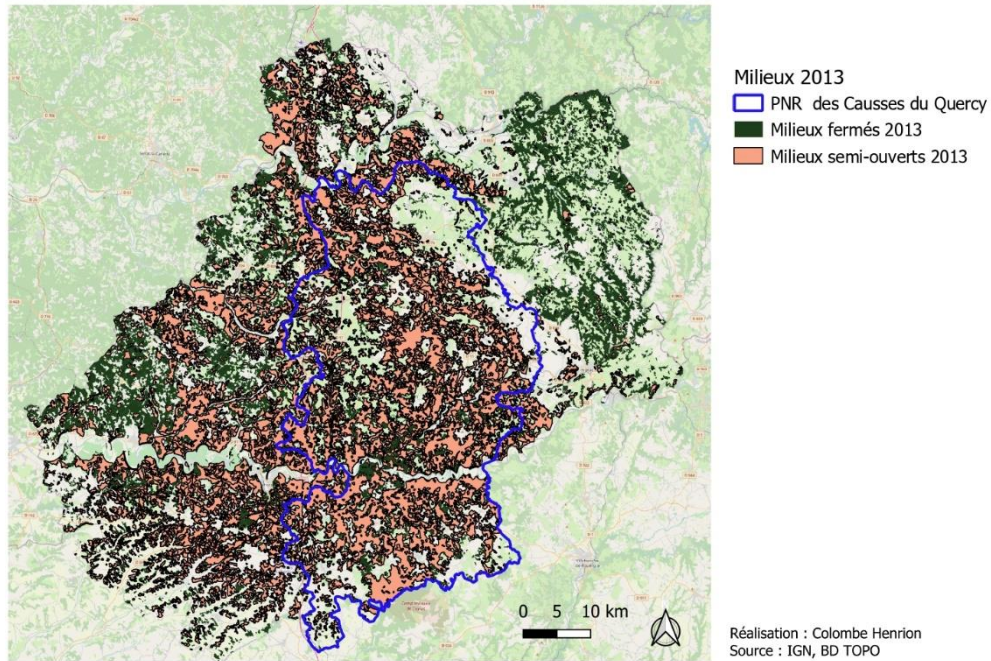 Milieux 2013
PNR des Causses du Quercy
Milieux fermés 2013
Milieux semi-ouverts 2013
0 5 10 km
Réalisation : Colombe Henrion
Source : IGN, BD TOPO